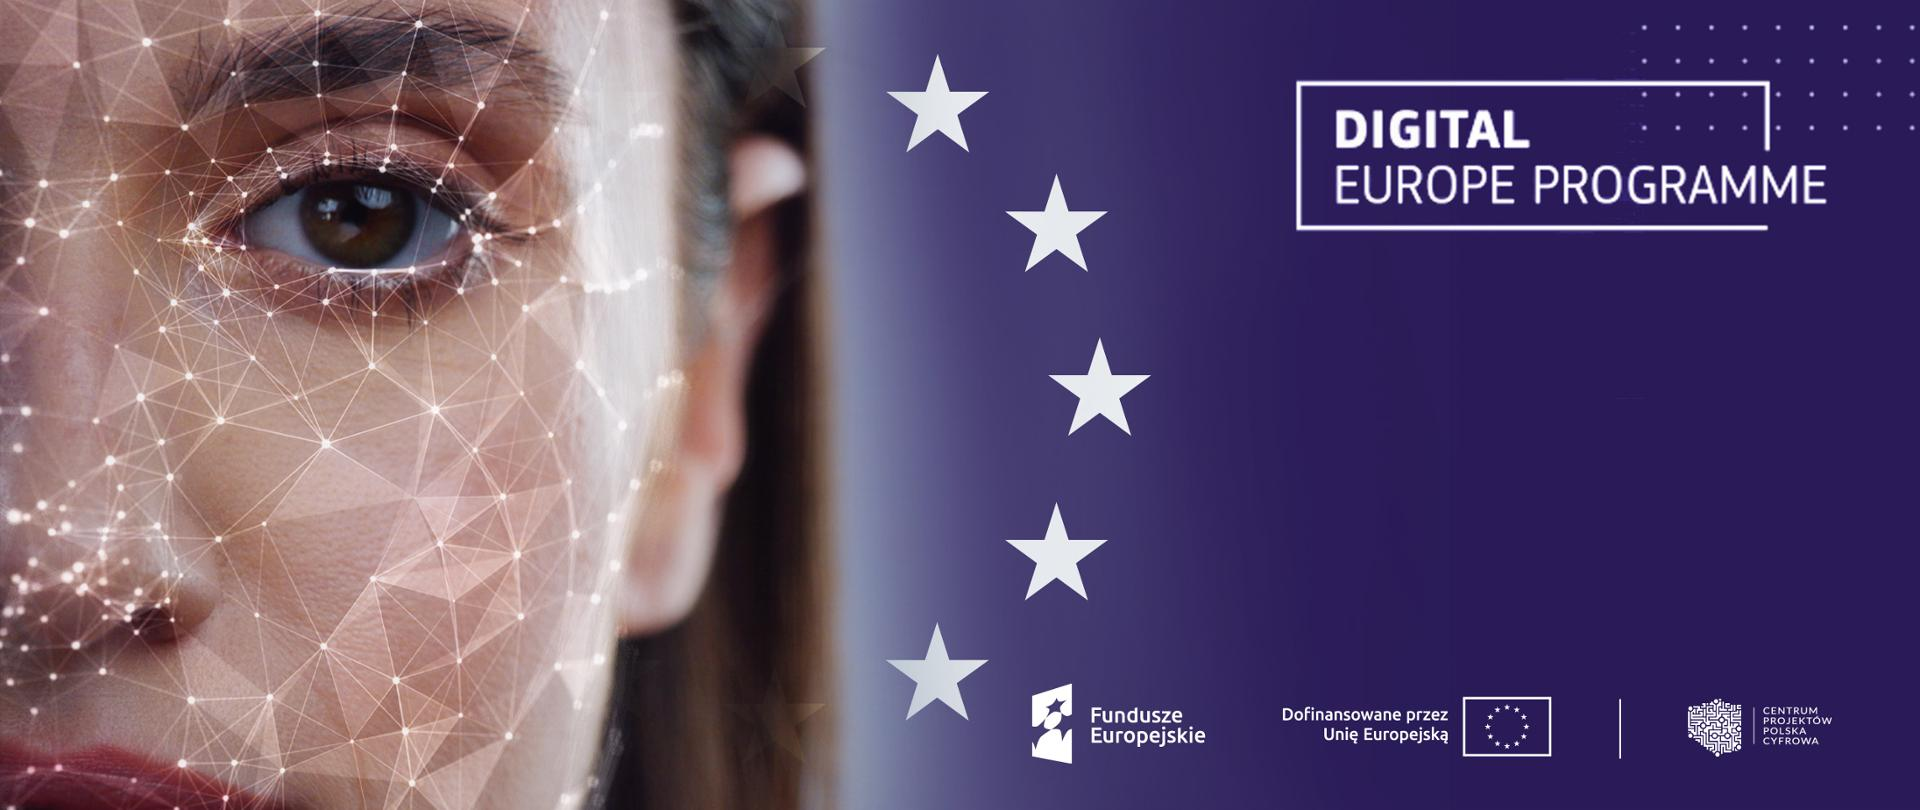 DIGITAL
EUROPE PROGRAMME
Fundusze
Europejskie
Dofinansowane przez
Unię Europejską
CENTRUM
PROJEKTÓW
POLSKA
CYFROWA